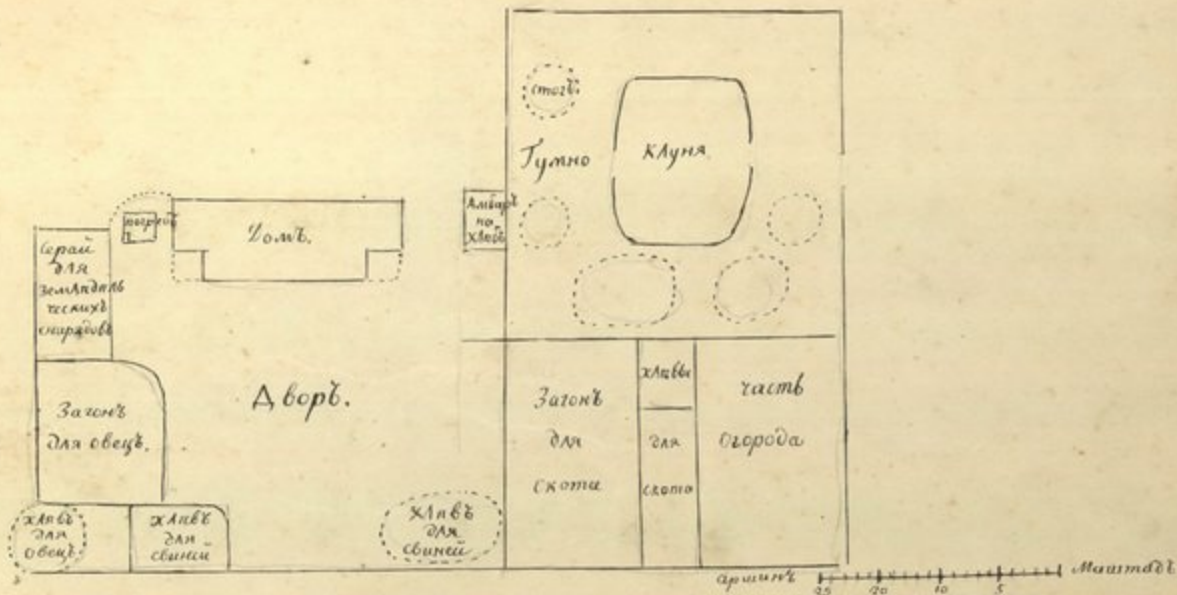 стогъ.
Гумно
Клуня.
погребъ
Домъ.
Амбаръ
на
хлѣбъ
Сарай
для
земледѣль
ческихъ
снарядовъ
Загонъ
для овецъ.
Дворъ.
Загонъ
для
скота
хлѣвы
для
скота
часть
огорода
хлѣвъ
для
овецъ.
хлѣвъ
для
свиней
хлѣвъ
для
свиней
аршинъ
25 20 10 5
Маштабъ